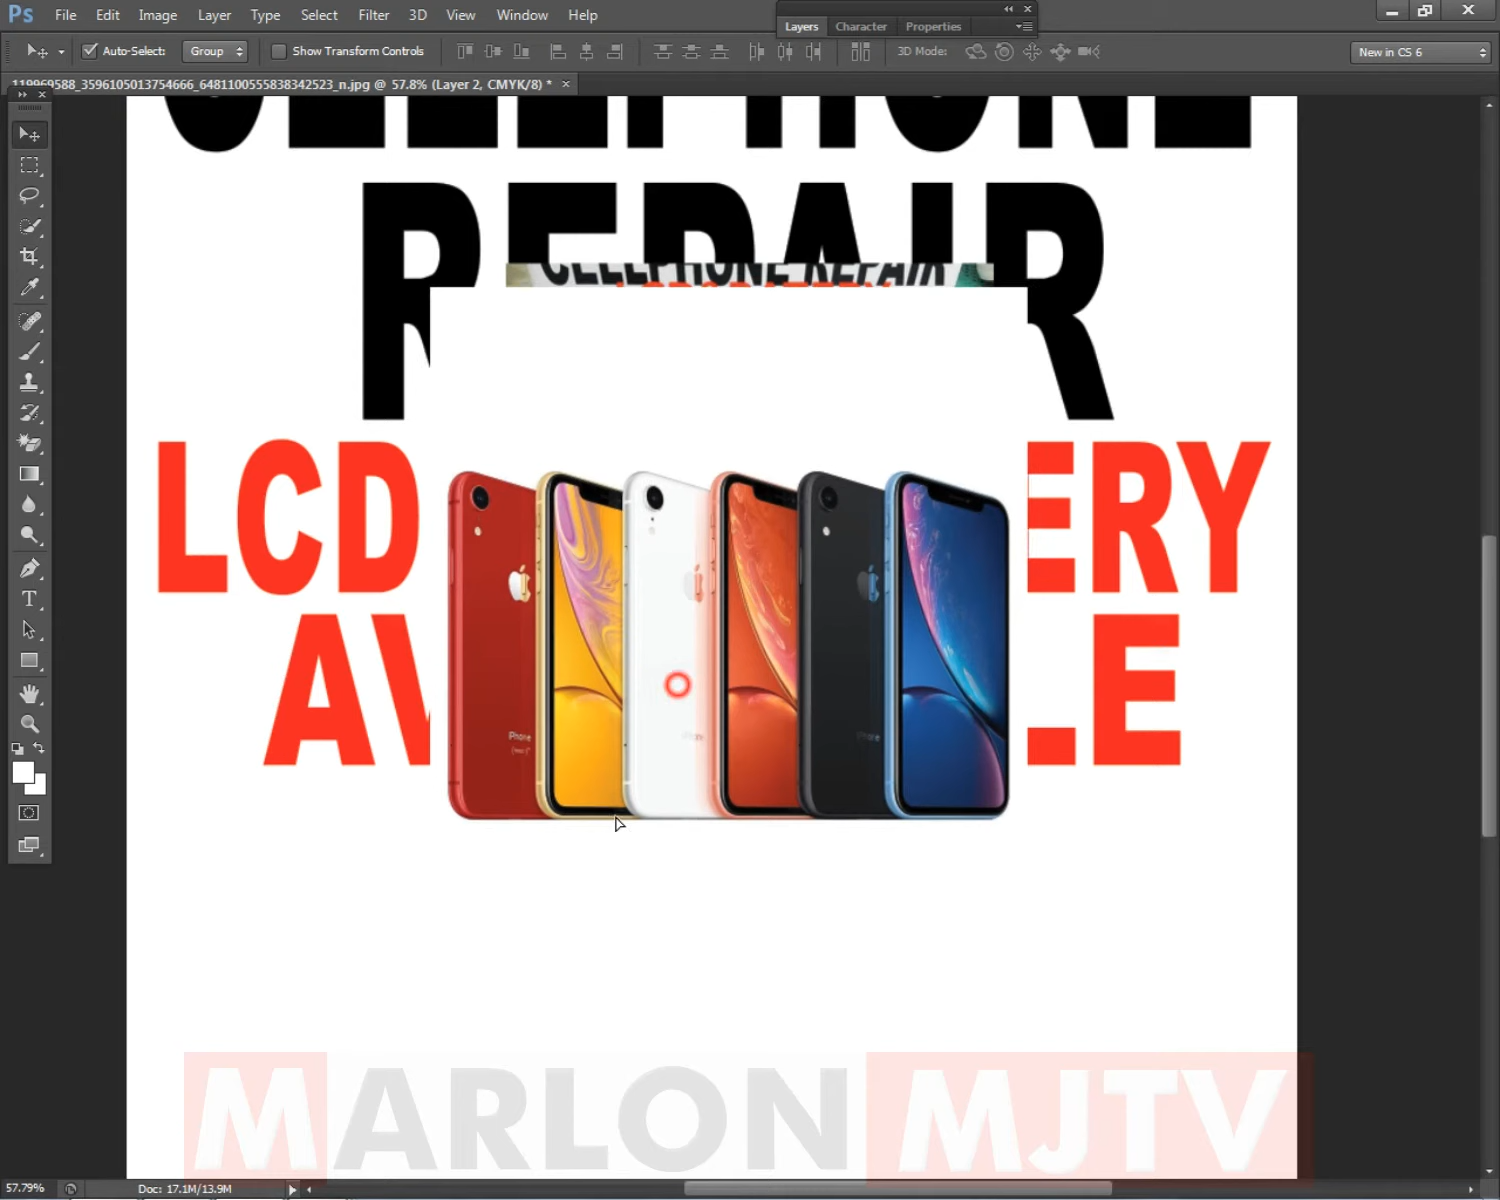 Ps File Edit Image Layer Type Select Filter 3D View Window Help
Layers Character Properties
Auto-Select: Group Show Transform Controls 3D Mode: New in CS 6
119969588_3596105013754666_6481100555838342523_n.jpg @ 57.8% (Layer 2, CMYK/8) *
CELLPHONE
REPAIR
CELLPHONE REPAIR
LCD
ERY
AV
LE
iPhone
MARLON MJTV
57.79% Doc: 17.1M/13.9M